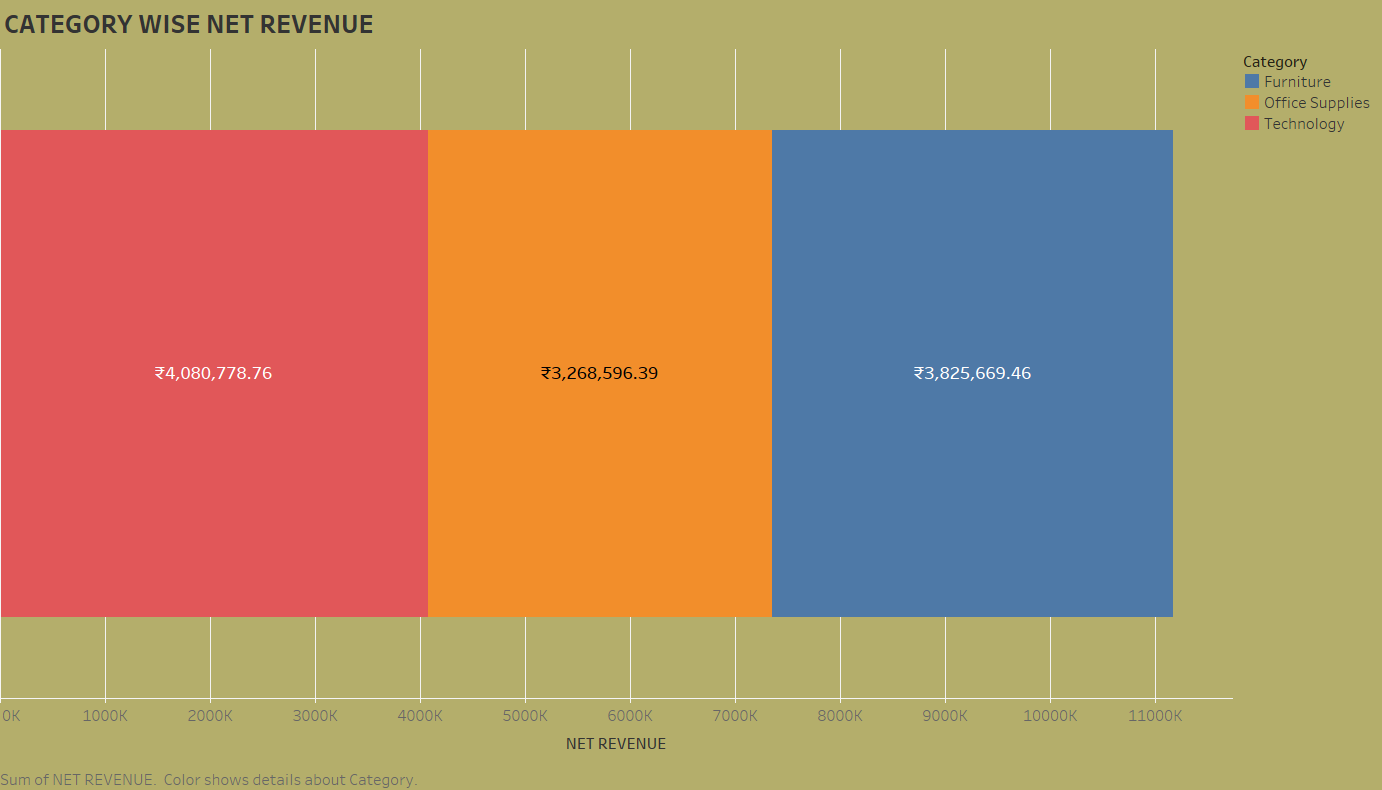 CATEGORY WISE NET REVENUE
Category
Furniture
Office Supplies
Technology
₹4,080,778.76
₹3,268,596.39
₹3,825,669.46
0K 1000K 2000K 3000K 4000K 5000K 6000K 7000K 8000K 9000K 10000K 11000K
NET REVENUE
Sum of NET REVENUE. Color shows details about Category.